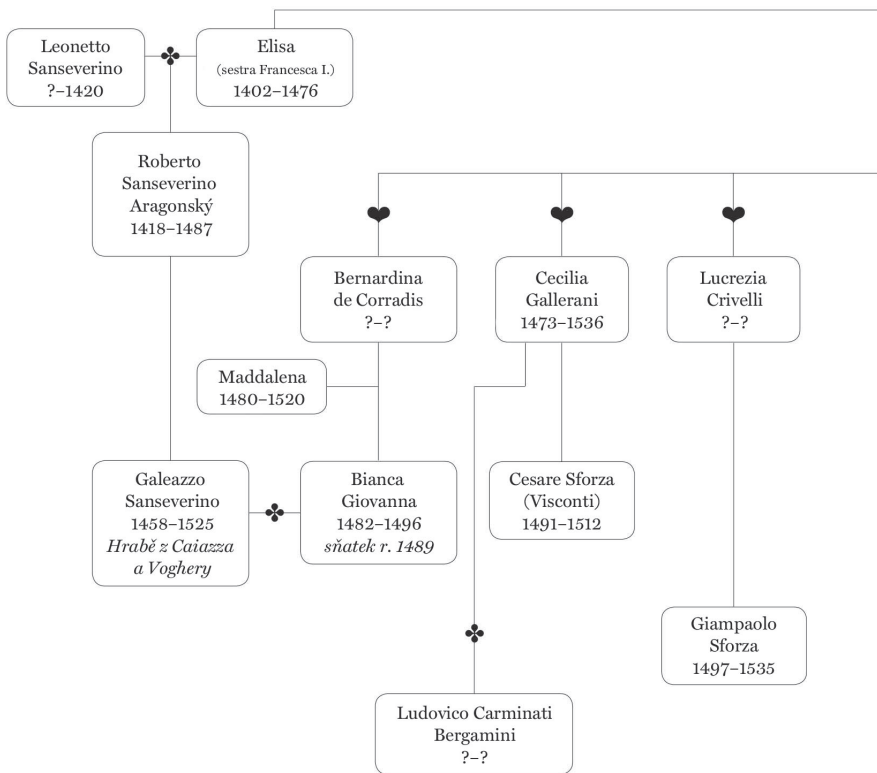 Leonetto
Sanseverino
?–1420
Elisa
(sestra Francesca I.)
1402–1476
Roberto
Sanseverino
Aragonský
1418–1487
Bernardina
de Corradis
?–?
Cecilia
Gallerani
1473–1536
Lucrezia
Crivelli
?–?
Maddalena
1480–1520
Galeazzo
Sanseverino
1458–1525
Hrabě z Caiazza
a Voghery
Bianca
Giovanna
1482–1496
sňatek r. 1489
Cesare Sforza
(Visconti)
1491–1512
Giampaolo
Sforza
1497–1535
Ludovico Carminati
Bergamini
?–?